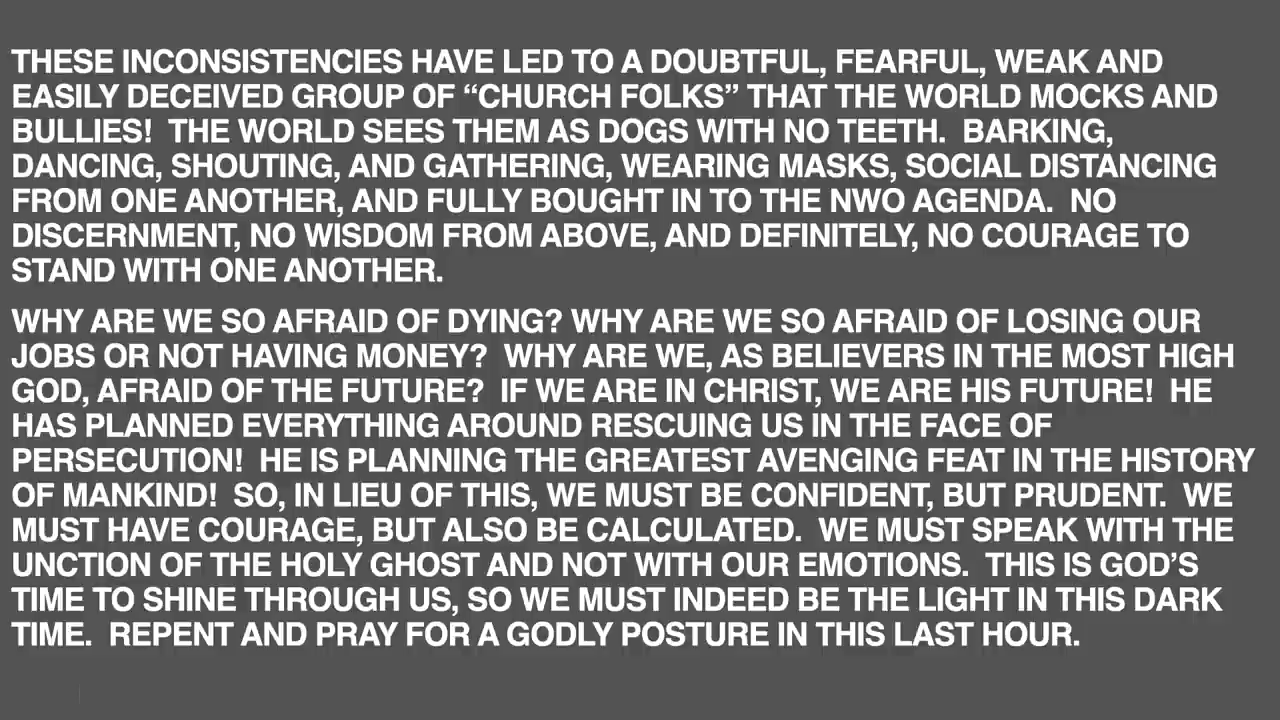 THESE INCONSISTENCIES HAVE LED TO A DOUBTFUL, FEARFUL, WEAK AND
EASILY DECEIVED GROUP OF “CHURCH FOLKS” THAT THE WORLD MOCKS AND
BULLIES!  THE WORLD SEES THEM AS DOGS WITH NO TEETH.  BARKING,
DANCING, SHOUTING, AND GATHERING, WEARING MASKS, SOCIAL DISTANCING
FROM ONE ANOTHER, AND FULLY BOUGHT IN TO THE NWO AGENDA.  NO
DISCERNMENT, NO WISDOM FROM ABOVE, AND DEFINITELY, NO COURAGE TO
STAND WITH ONE ANOTHER.
WHY ARE WE SO AFRAID OF DYING? WHY ARE WE SO AFRAID OF LOSING OUR
JOBS OR NOT HAVING MONEY?  WHY ARE WE, AS BELIEVERS IN THE MOST HIGH
GOD, AFRAID OF THE FUTURE?  IF WE ARE IN CHRIST, WE ARE HIS FUTURE!  HE
HAS PLANNED EVERYTHING AROUND RESCUING US IN THE FACE OF
PERSECUTION!  HE IS PLANNING THE GREATEST AVENGING FEAT IN THE HISTORY
OF MANKIND!  SO, IN LIEU OF THIS, WE MUST BE CONFIDENT, BUT PRUDENT.  WE
MUST HAVE COURAGE, BUT ALSO BE CALCULATED.  WE MUST SPEAK WITH THE
UNCTION OF THE HOLY GHOST AND NOT WITH OUR EMOTIONS.  THIS IS GOD’S
TIME TO SHINE THROUGH US, SO WE MUST INDEED BE THE LIGHT IN THIS DARK
TIME.  REPENT AND PRAY FOR A GODLY POSTURE IN THIS LAST HOUR.